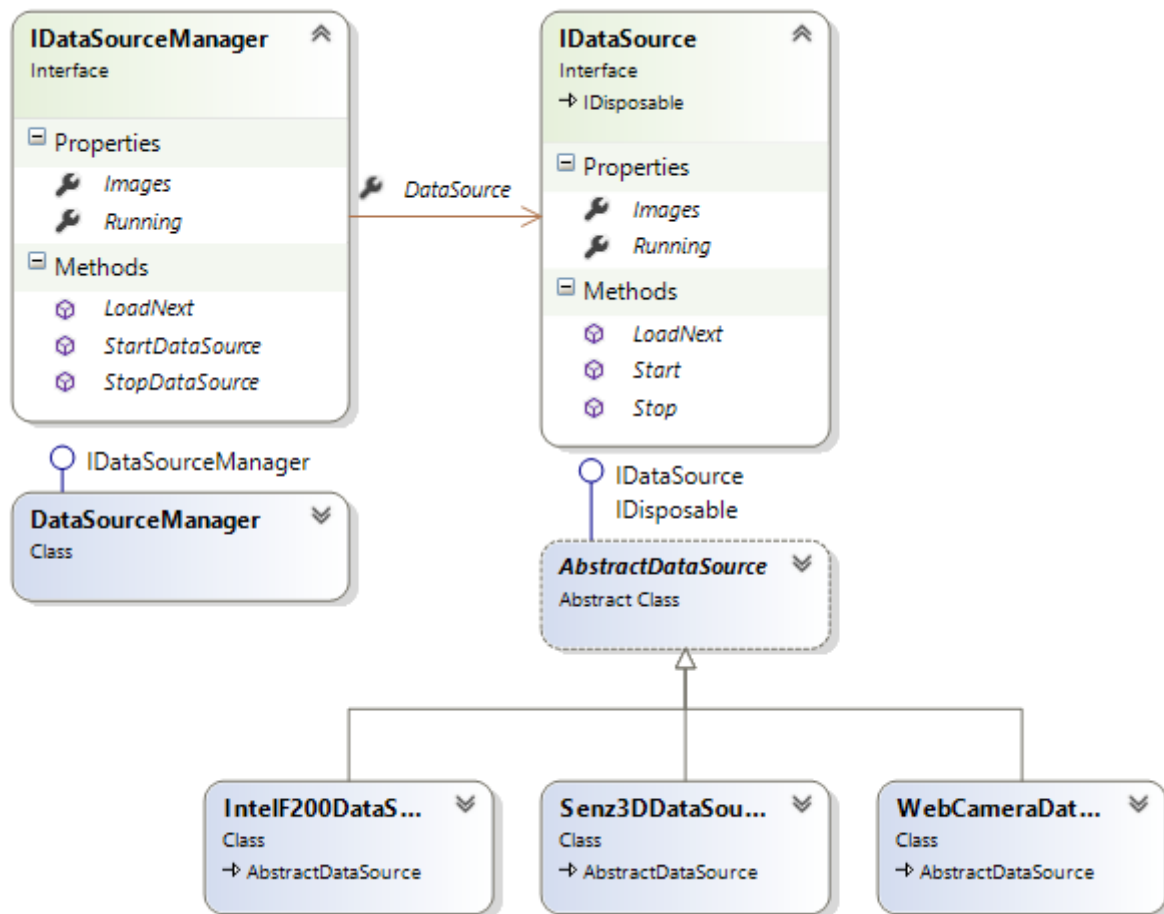 IDataSourceManager
Interface
Properties
Images
Running
Methods
LoadNext
StartDataSource
StopDataSource
DataSource
IDataSource
Interface
IDisposable
Properties
Images
Running
Methods
LoadNext
Start
Stop
IDataSourceManager
DataSourceManager
Class
IDataSource
IDisposable
AbstractDataSource
Abstract Class
IntelF200DataS...
Class
AbstractDataSource
Senz3DDataSou...
Class
AbstractDataSource
WebCameraDat...
Class
AbstractDataSource